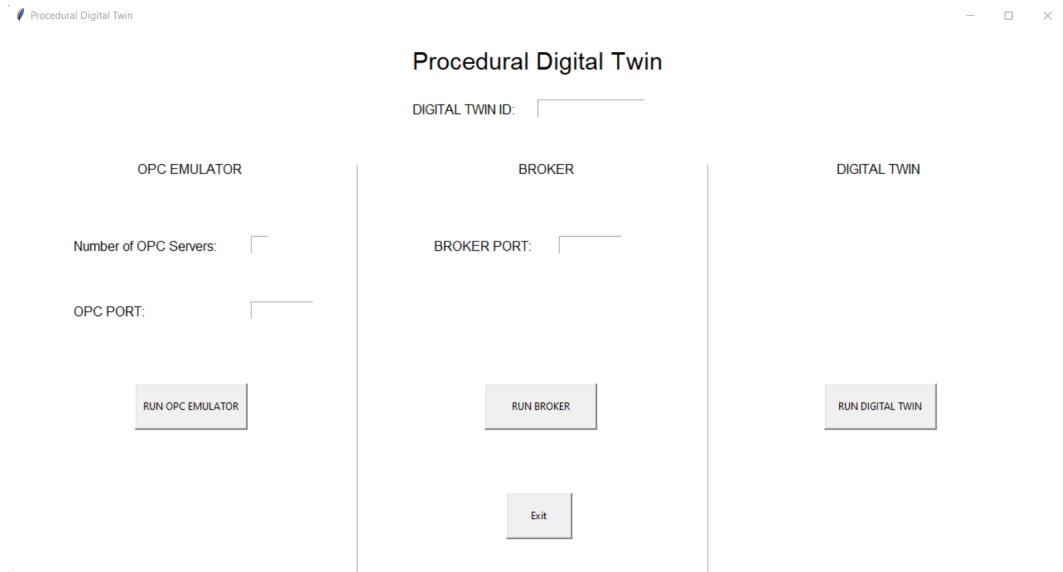 Procedural Digital Twin
Procedural Digital Twin
DIGITAL TWIN ID:
OPC EMULATOR
BROKER
DIGITAL TWIN
Number of OPC Servers:
BROKER PORT:
OPC PORT:
RUN OPC EMULATOR
RUN BROKER
RUN DIGITAL TWIN
Exit